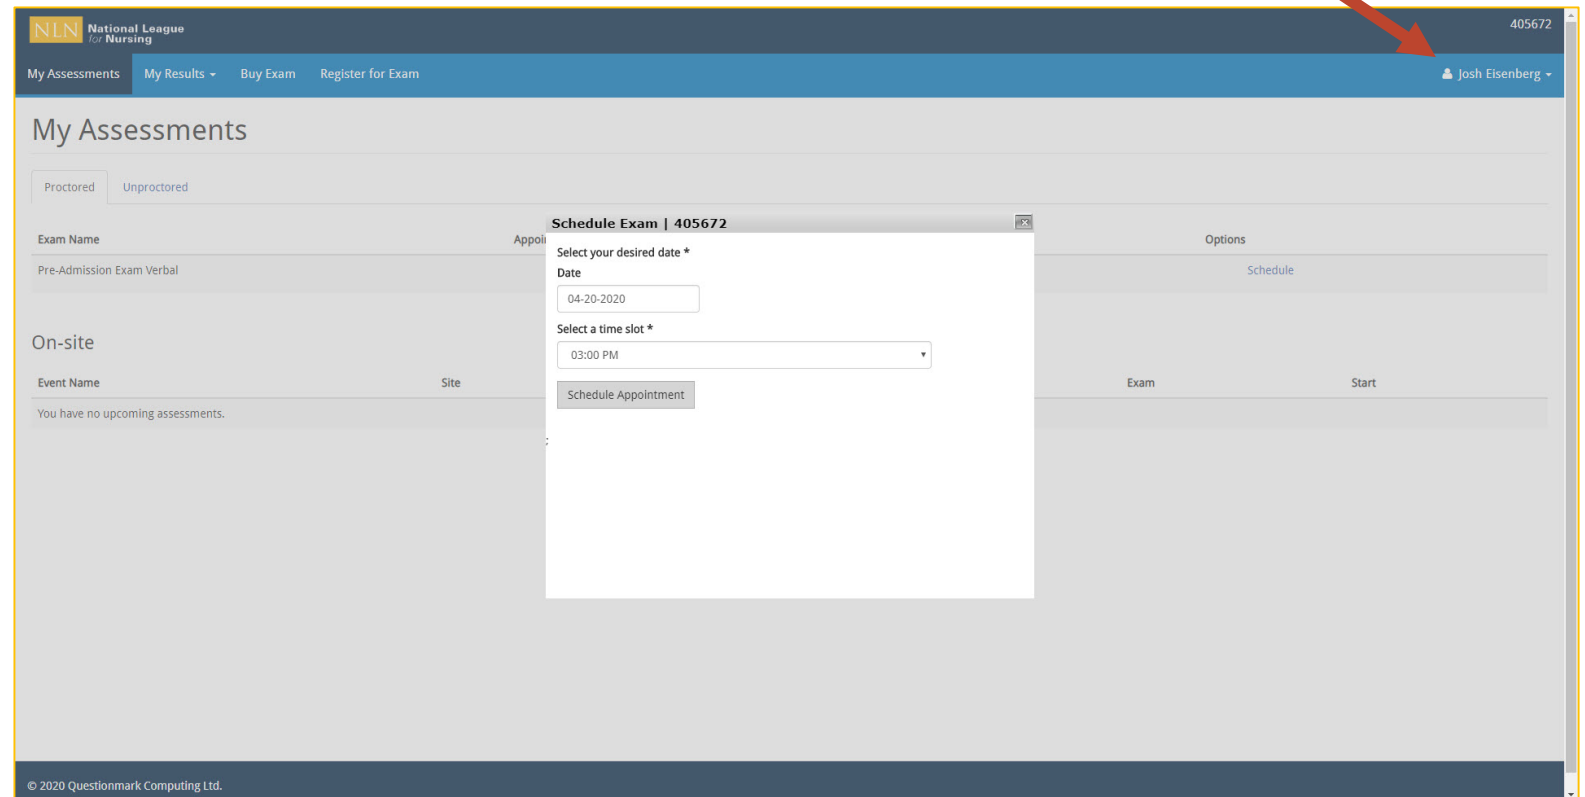 NLN National League
for Nursing
405672
My Assessments My Results Buy Exam Register for Exam Josh Eisenberg
My Assessments
Proctored Unproctored
Schedule Exam | 405672
Exam Name Options
Select your desired date *
Pre-Admission Exam Verbal Date Schedule
04-20-2020
Select a time slot *
On-site
03:00 PM
Event Name Site Exam Start
Schedule Appointment
You have no upcoming assessments.
:
© 2020 Questionmark Computing Ltd.